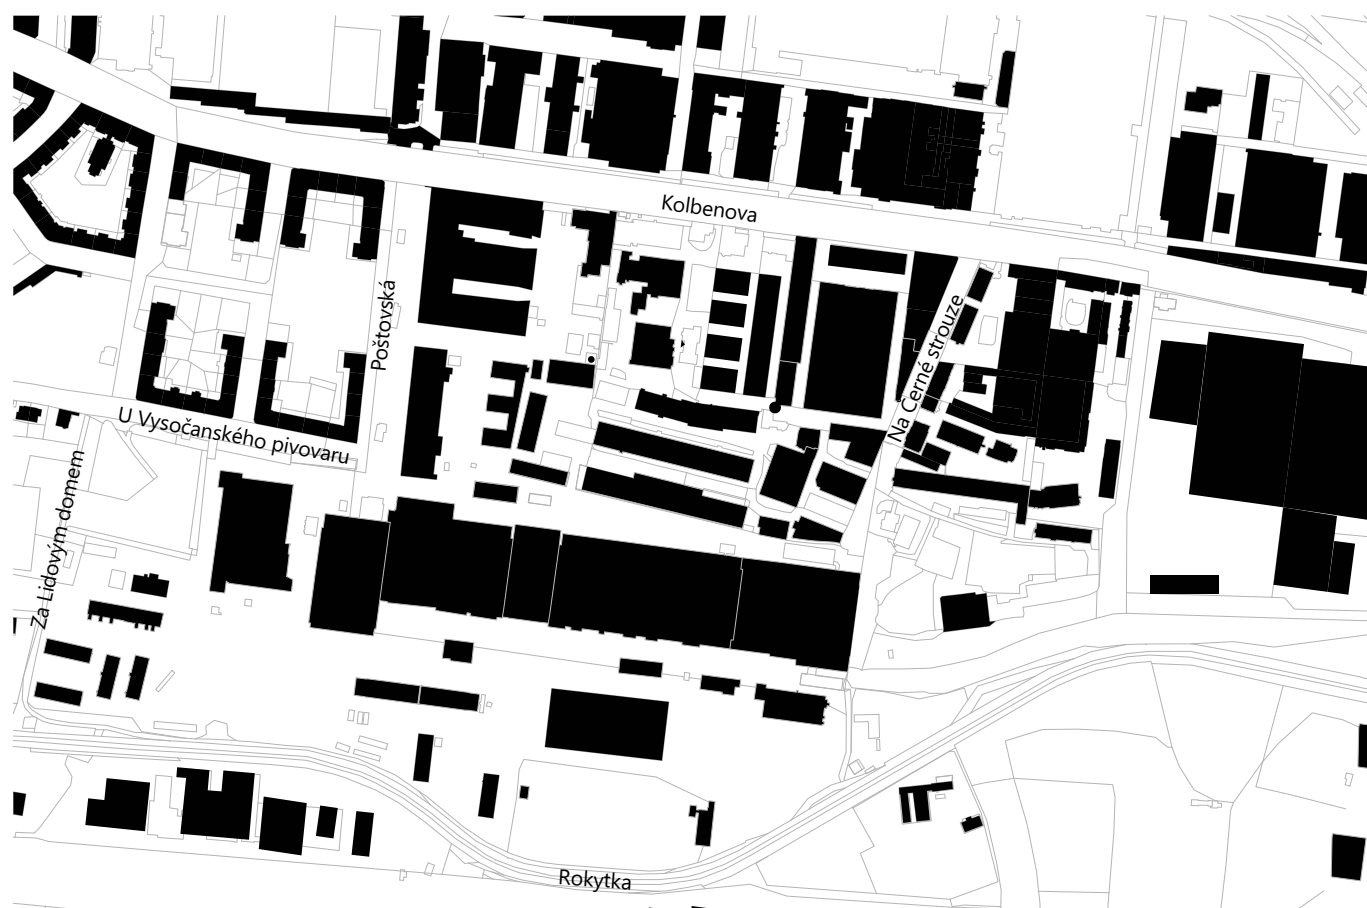 Kolbenova
Poštovská
Na Černé strouze
U Vysočanského pivovaru
Za Lidovým domem
Rokytka